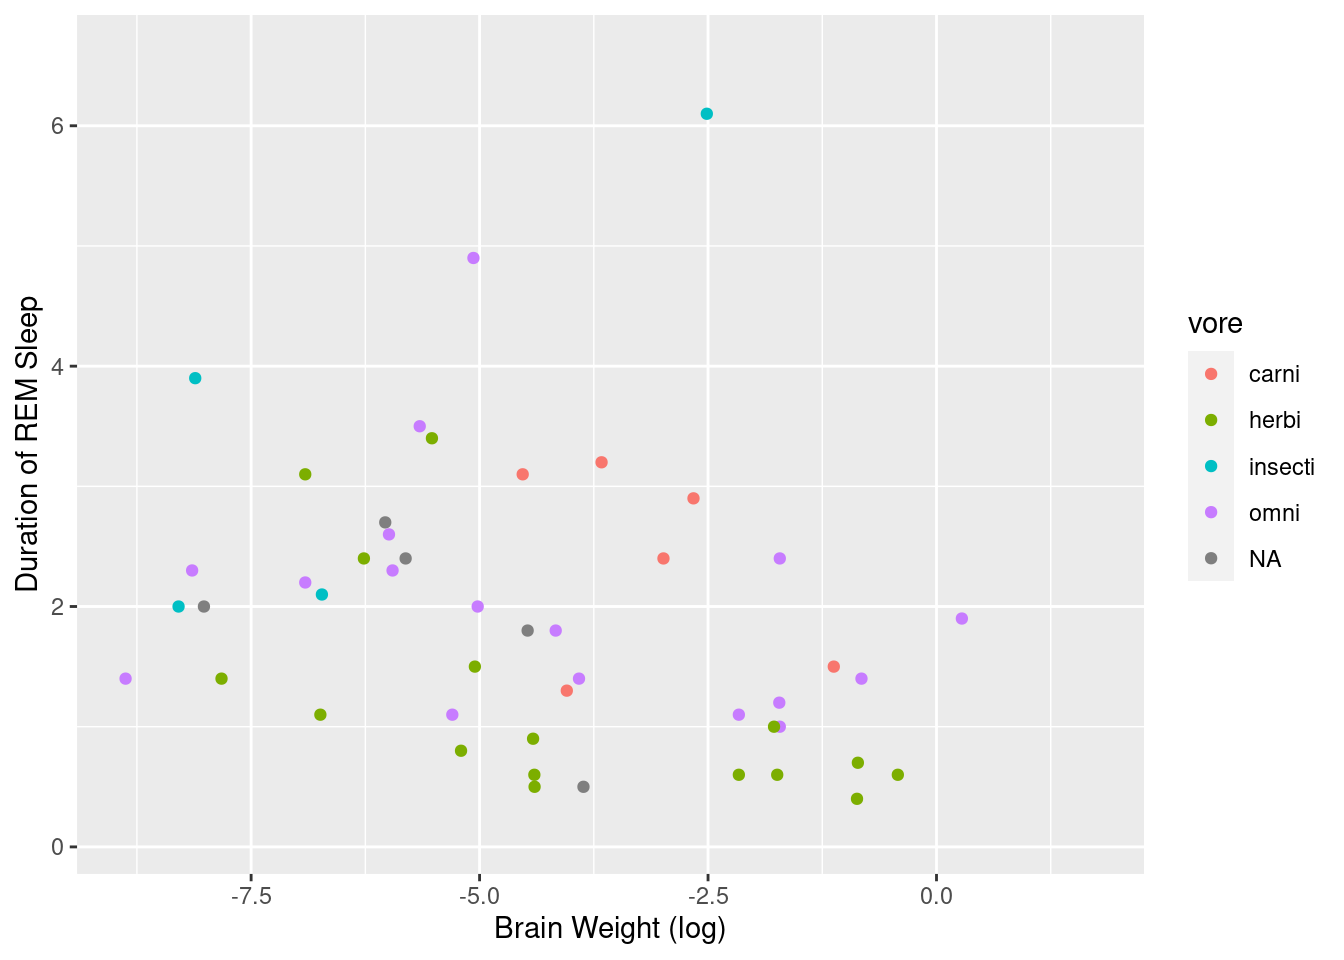 Duration of REM Sleep
6
4
2
0
-7.5
-5.0
-2.5
0.0
Brain Weight (log)
vore
carni
herbi
insecti
omni
NA